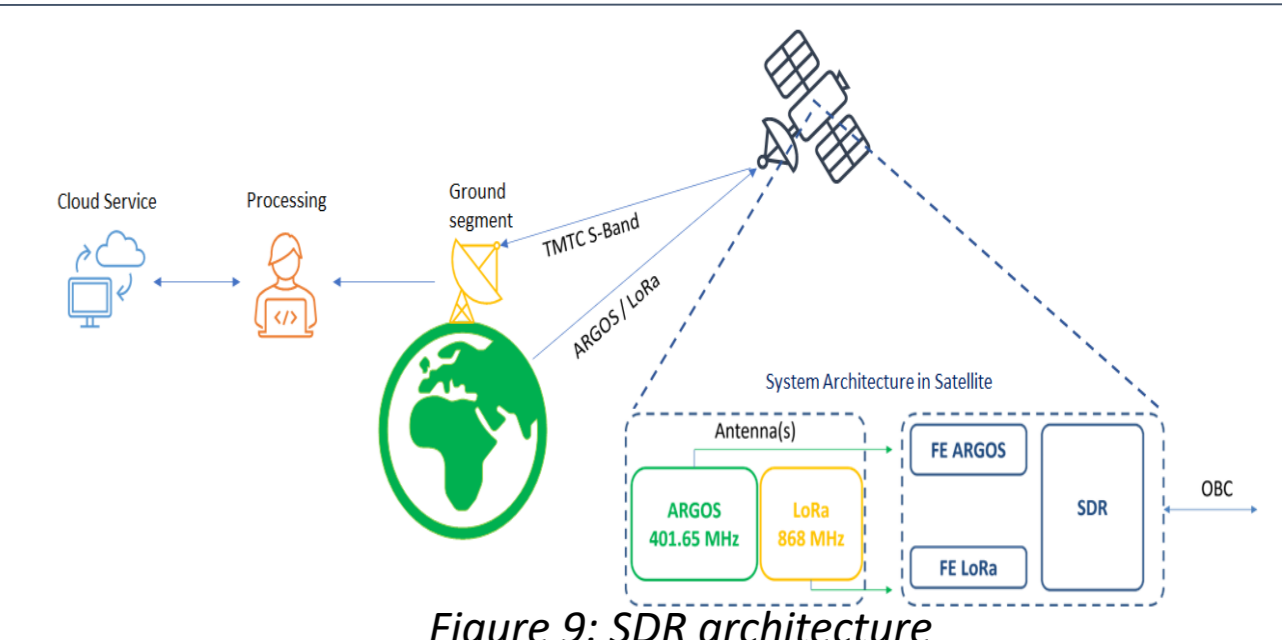 Cloud Service
Processing
Ground
segment
TMTC S-Band
ARGOS / LoRa
</>
System Architecture in Satellite
Antenna(s)
ARGOS
401.65 MHz
LoRa
868 MHz
FE ARGOS
FE LoRa
SDR
OBC
Figure 9: SDR architecture